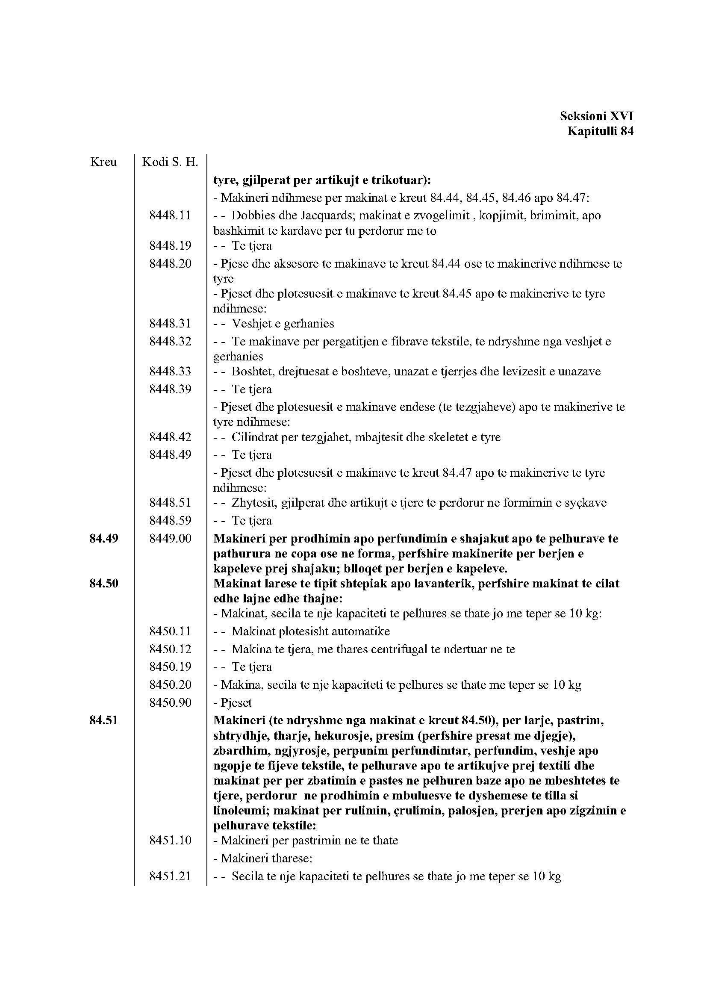 Seksioni XVI
Kapitulli 84
Kreu Kodi S. H.
tyre, gjilperat per artikujt e trikotuar):
- Makineri ndihmese per makinat e kreut 84.44, 84.45, 84.46 apo 84.47:
8448.11 - - Dobbies dhe Jacquards; makinat e zvogelimit , kopjimit, brimimit, apo
bashkimit te kardave per tu perdorur me to
8448.19 - - Te tjera
8448.20 - Pjese dhe aksesore te makinave te kreut 84.44 ose te makinerive ndihmese te
tyre
- Pjeset dhe plotesuesit e makinave te kreut 84.45 apo te makinerive te tyre
ndihmese:
8448.31 - - Veshjet e gerhanies
8448.32 - - Te makinave per pergatitjen e fibrave tekstile, te ndryshme nga veshjet e
gerhanies
8448.33 - - Boshtet, drejtuesat e boshteve, unazat e tjerrjes dhe levizesit e unazave
8448.39 - - Te tjera
- Pjeset dhe plotesuesit e makinave endese (te tezgjaheve) apo te makinerive te
tyre ndihmese:
8448.42 - - Cilindrat per tezgjahet, mbajtesit dhe skeletet e tyre
8448.49 - - Te tjera
- Pjeset dhe plotesuesit e makinave te kreut 84.47 apo te makinerive te tyre
ndihmese:
8448.51 - - Zhytesit, gjilperat dhe artikujt e tjere te perdorur ne formimin e syçkave
8448.59 - - Te tjera
84.49 8449.00 Makineri per prodhimin apo perfundimin e shajakut apo te pelhurave te
pathurura ne copa ose ne forma, perfshire makinerite per berjen e
kapeleve prej shajaku; blloqet per berjen e kapeleve.
84.50 Makinat larese te tipit shtepiak apo lavanterik, perfshire makinat te cilat
edhe lajne edhe thajne:
- Makinat, secila te nje kapaciteti te pelhures se thate jo me teper se 10 kg:
8450.11 - - Makinat plotesisht automatike
8450.12 - - Makina te tjera, me thares centrifugal te ndertuar ne te
8450.19 - - Te tjera
8450.20 - Makina, secila te nje kapaciteti te pelhures se thate me teper se 10 kg
8450.90 - Pjeset
84.51 Makineri (te ndryshme nga makinat e kreut 84.50), per larje, pastrim,
shtrydhje, tharje, hekurosje, presim (perfshire presat me djegje),
zbardhim, ngjyrosje, perpunim perfundimtar, perfundim, veshje apo
ngopje te fijeve tekstile, te pelhurave apo te artikujve prej textili dhe
makinat per per zbatimin e pastes ne pelhuren baze apo ne mbeshtetes te
tjere, perdorur ne prodhimin e mbuluesve te dyshemese te tilla si
linoleumi; makinat per rulimin, çrulimin, palosjen, prerjen apo zigzimin e
pelhurave tekstile:
8451.10 - Makineri per pastrimin ne te thate
- Makineri tharese:
8451.21 - - Secila te nje kapaciteti te pelhures se thate jo me teper se 10 kg